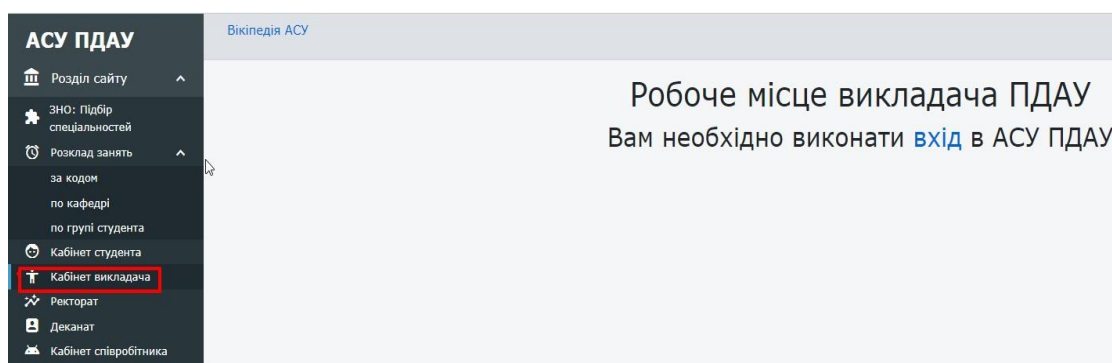 АСУ ПДАУ
Розділ сайту
ЗНО: Підбір
спеціальностей
Розклад занять
за кодом
по кафедрі
по групі студента
Кабінет студента
Кабінет викладача
Ректорат
Деканат
Кабінет співробітника
Вікіпедія АСУ
Робоче місце викладача ПДАУ
Вам необхідно виконати вхід в АСУ ПДАУ